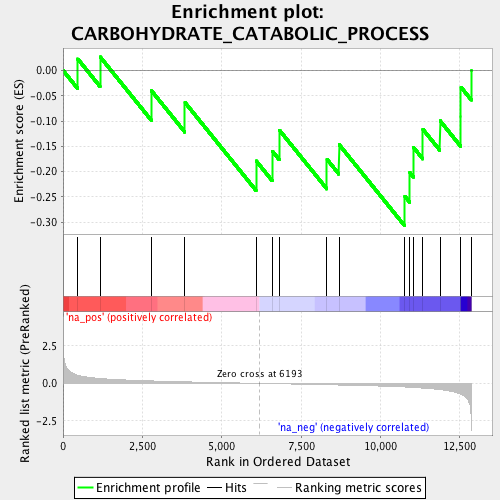 Enrichment plot:
CARBOHYDRATE_CATABOLIC_PROCESS
Enrichment score (ES)
0.00
-0.05
-0.10
-0.15
-0.20
-0.25
-0.30
'na_pos' (positively correlated)
Ranked list metric (PreRanked)
2.5
0.0
-2.5
Zero cross at 6193
'na_neg' (negatively correlated)
0
2,500
5,000
7,500
10,000
12,500
Rank in Ordered Dataset
Enrichment profile
Hits
Ranking metric scores